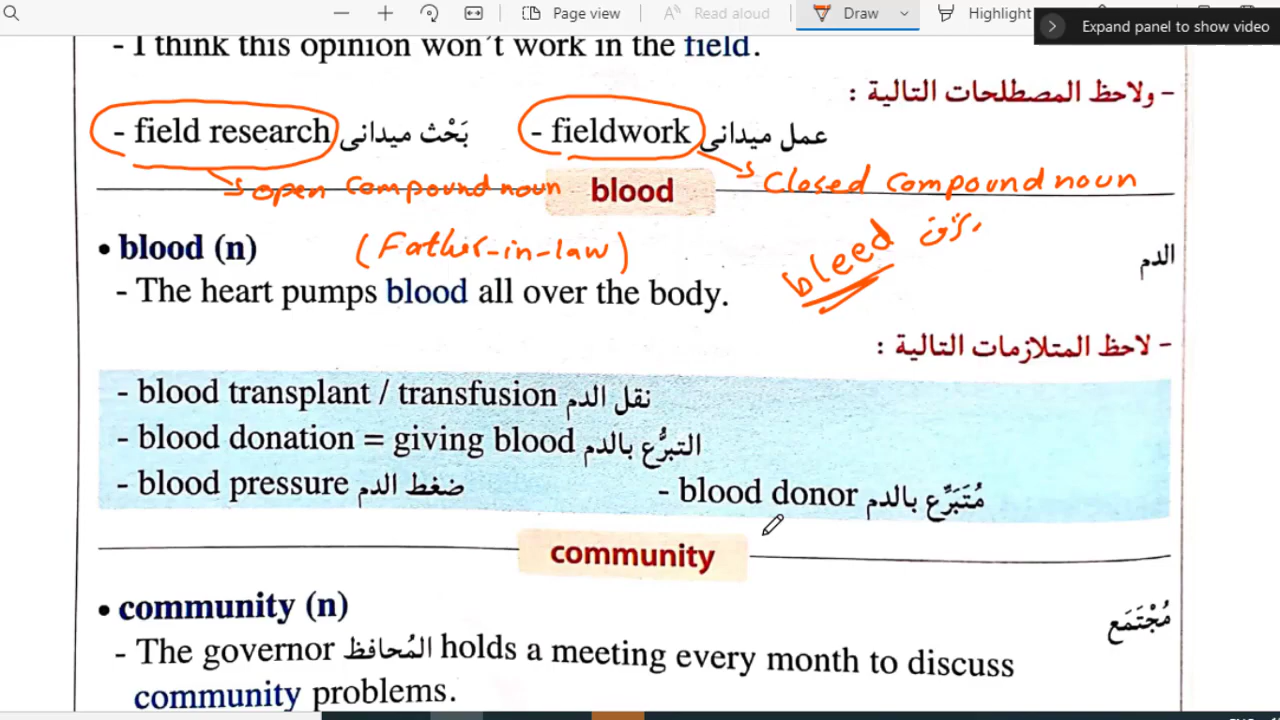 Page view Read aloud Draw Highlight Expand panel to show video
- I think this opinion won't work in the field.
- ولاحظ المصطلحات التالية :
- field research بَحْث ميدانى - fieldwork عمل ميدانى
open compound noun closed compound noun
blood
• blood (n) الدم
(Father-in-law) bleed
- The heart pumps blood all over the body.
- لاحظ المتلازمات التالية :
- blood transplant / transfusion نقل الدم
- blood donation = giving blood التبرُّع بالدم
- blood pressure ضغط الدم - blood donor مُتَبَرِّع بالدم
community
• community (n) مُجْتَمَع
- The governor المُحافظ holds a meeting every month to discuss
community problems.